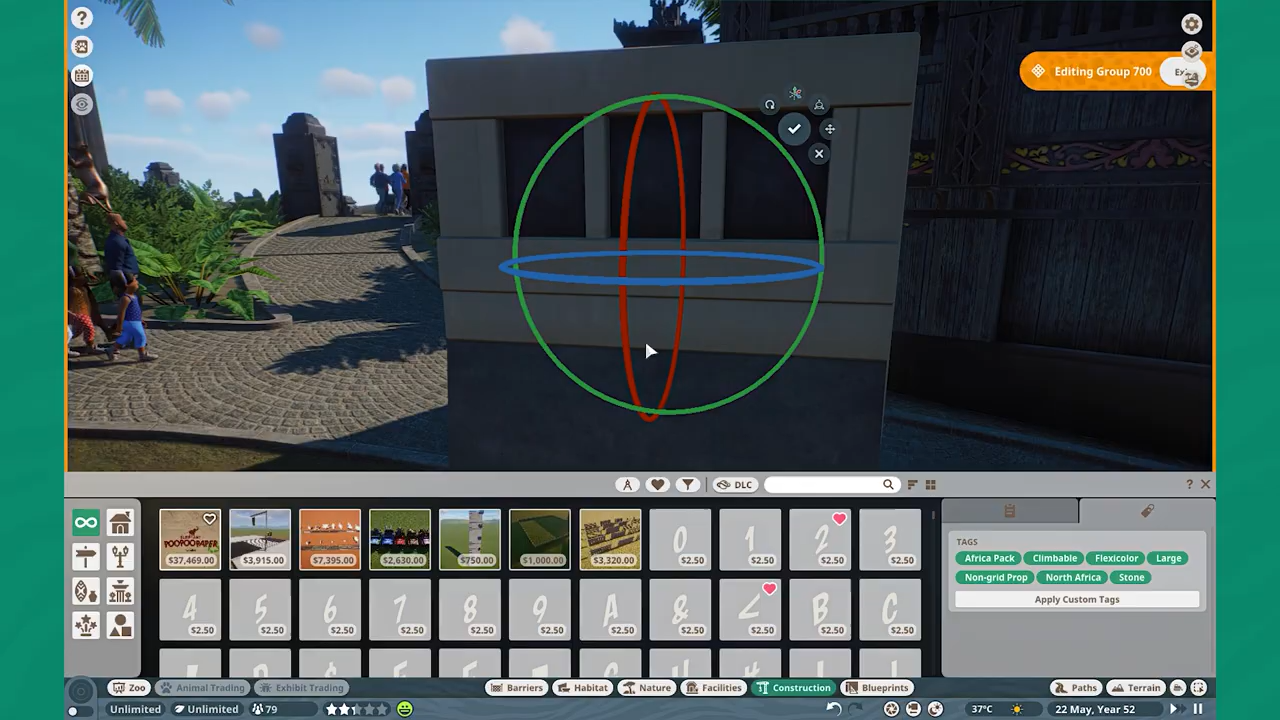 Editing Group 700
DLC
?
$37,469.00
$3,915.00
$7,395.00
$2,630.00
$750.00
$1,000.00
$3,320.00
0 $2.50
1 $2.50
2 $2.50
3 $2.50
4 $2.50
5 $2.50
6 $2.50
7 $2.50
8 $2.50
9 $2.50
A $2.50
& $2.50
$2.50
B $2.50
C $2.50
TAGS
Africa Pack Climbable Flexicolor Large
Non-grid Prop North Africa Stone
Apply Custom Tags
Zoo Animal Trading Exhibit Trading Barriers Habitat Nature Facilities Construction Blueprints Paths Terrain
Unlimited Unlimited 79 37°C 22 May, Year 52